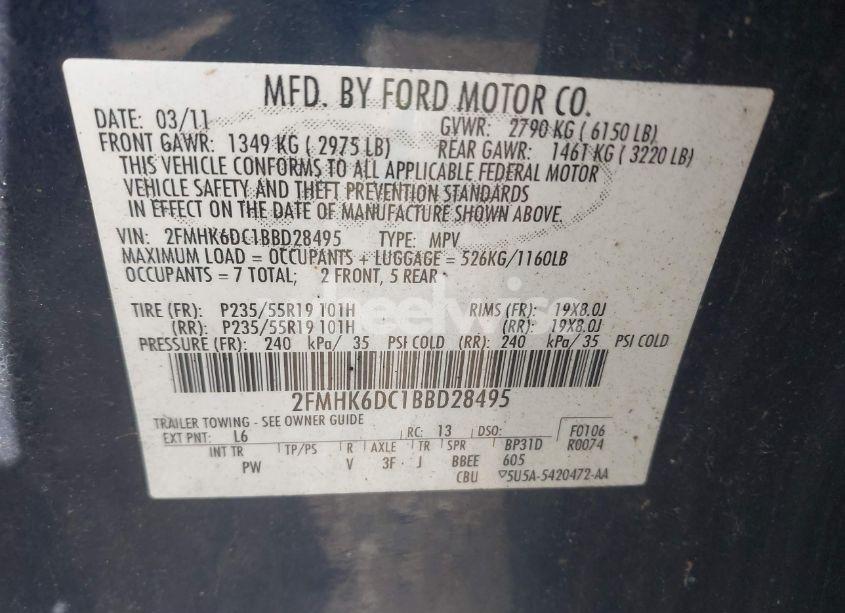 MFD. BY FORD MOTOR CO.
DATE: 03/11 GVWR: 2790 KG ( 6150 LB)
FRONT GAWR: 1349 KG ( 2975 LB) REAR GAWR: 1461 KG ( 3220 LB)
THIS VEHICLE CONFORMS TO ALL APPLICABLE FEDERAL MOTOR
VEHICLE SAFETY AND THEFT PREVENTION STANDARDS
IN EFFECT ON THE DATE OF MANUFACTURE SHOWN ABOVE.
VIN: 2FMHK6DC1BBD28495 TYPE: MPV
MAXIMUM LOAD = OCCUPANTS + LUGGAGE = 526KG/1160LB
OCCUPANTS = 7 TOTAL; 2 FRONT, 5 REAR
TIRE (FR): P235/55R19 101H RIMS (FR): 19X8.0J
(RR): P235/55R19 101H (RR): 19X8.0J
PRESSURE (FR): 240 kPa/ 35 PSI COLD (RR): 240 kPa/ 35 PSI COLD
2FMHK6DC1BBD28495
TRAILER TOWING - SEE OWNER GUIDE
EXT PNT: L6 RC: 13 DSO: F0106
INT TR TP/PS R AXLE TR SPR BP31D R0074
PW V 3F J BBEE 605
CBU ▽5U5A-5420472-AA